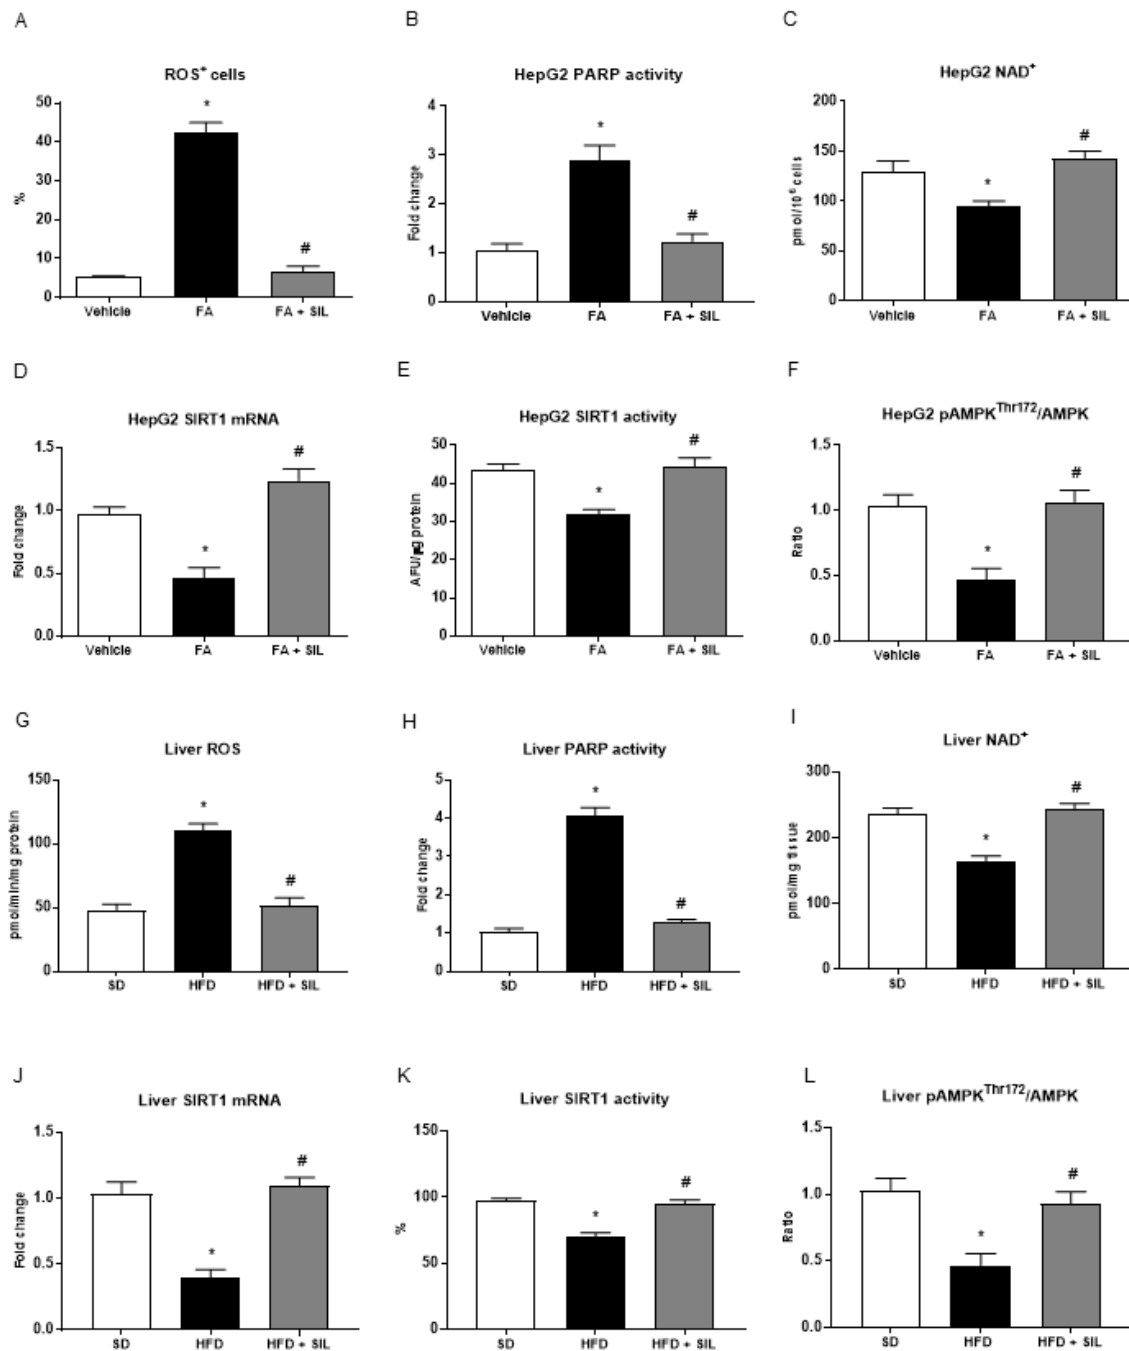 A
B
C
ROS⁺ cells
HepG2 PARP activity
HepG2 NAD⁺
50
40
30
20
10
0
%
*
#
Vehicle
FA
FA + SIL
4
3
2
1
0
Fold change
*
#
Vehicle
FA
FA + SIL
200
150
100
50
0
pmol/10⁶ cells
*
#
Vehicle
FA
FA + SIL
D
E
F
HepG2 SIRT1 mRNA
HepG2 SIRT1 activity
HepG2 pAMPK^Thr172/AMPK
1.5
1.0
0.5
0.0
Fold change
*
#
Vehicle
FA
FA + SIL
50
40
30
20
10
0
AFU/µg protein
*
#
Vehicle
FA
FA + SIL
1.5
1.0
0.5
0.0
Ratio
*
#
Vehicle
FA
FA + SIL
G
H
I
Liver ROS
Liver PARP activity
Liver NAD⁺
150
100
50
0
pmol/min/mg protein
*
#
SD
HFD
HFD + SIL
5
4
3
2
1
0
Fold change
*
#
SD
HFD
HFD + SIL
300
200
100
0
pmol/mg tissue
*
#
SD
HFD
HFD + SIL
J
K
L
Liver SIRT1 mRNA
Liver SIRT1 activity
Liver pAMPK^Thr172/AMPK
1.5
1.0
0.5
0.0
Fold change
*
#
SD
HFD
HFD + SIL
150
100
50
0
%
*
#
SD
HFD
HFD + SIL
1.5
1.0
0.5
0.0
Ratio
*
#
SD
HFD
HFD + SIL